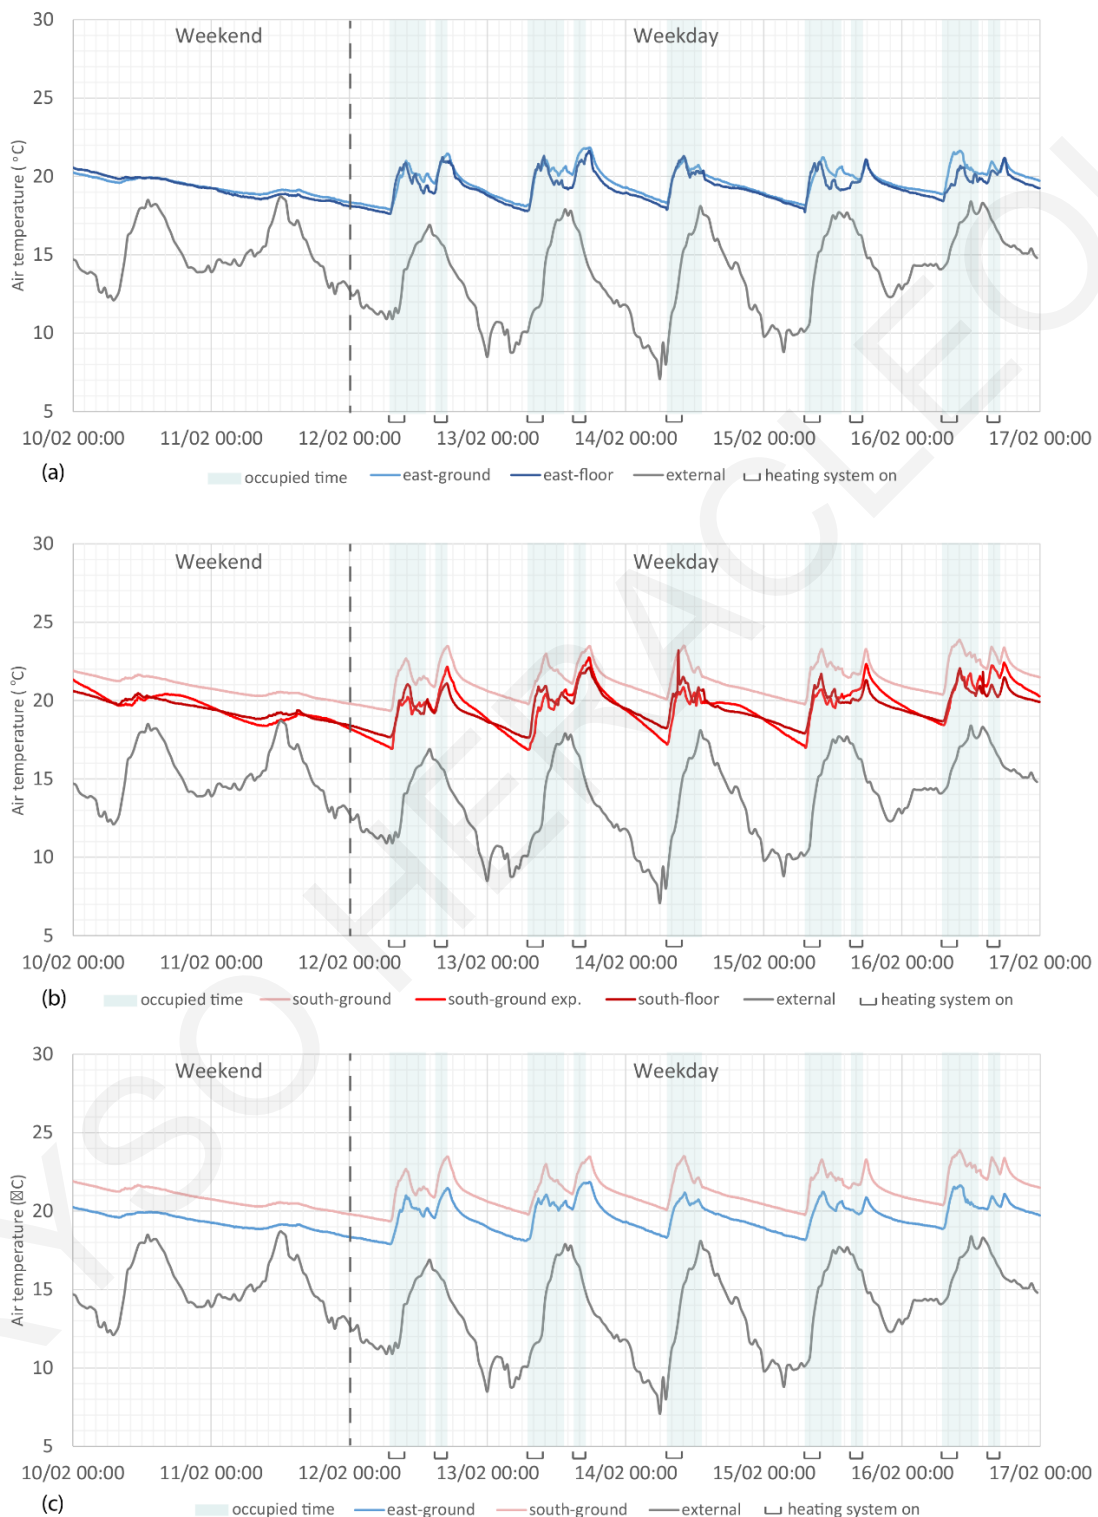 30
Weekend
Weekday
25
20
15
10
5
Air temperature ( °C)
10/02 00:00 11/02 00:00 12/02 00:00 13/02 00:00 14/02 00:00 15/02 00:00 16/02 00:00 17/02 00:00
(a)
occupied time east-ground east-floor external heating system on
30
Weekend
Weekday
25
20
15
10
5
Air temperature ( °C)
10/02 00:00 11/02 00:00 12/02 00:00 13/02 00:00 14/02 00:00 15/02 00:00 16/02 00:00 17/02 00:00
(b)
occupied time south-ground south-ground exp. south-floor external heating system on
30
Weekend
Weekday
25
20
15
10
5
Air temperature (☒C)
10/02 00:00 11/02 00:00 12/02 00:00 13/02 00:00 14/02 00:00 15/02 00:00 16/02 00:00 17/02 00:00
(c)
occupied time east-ground south-ground external heating system on
YSO HERACLEOU